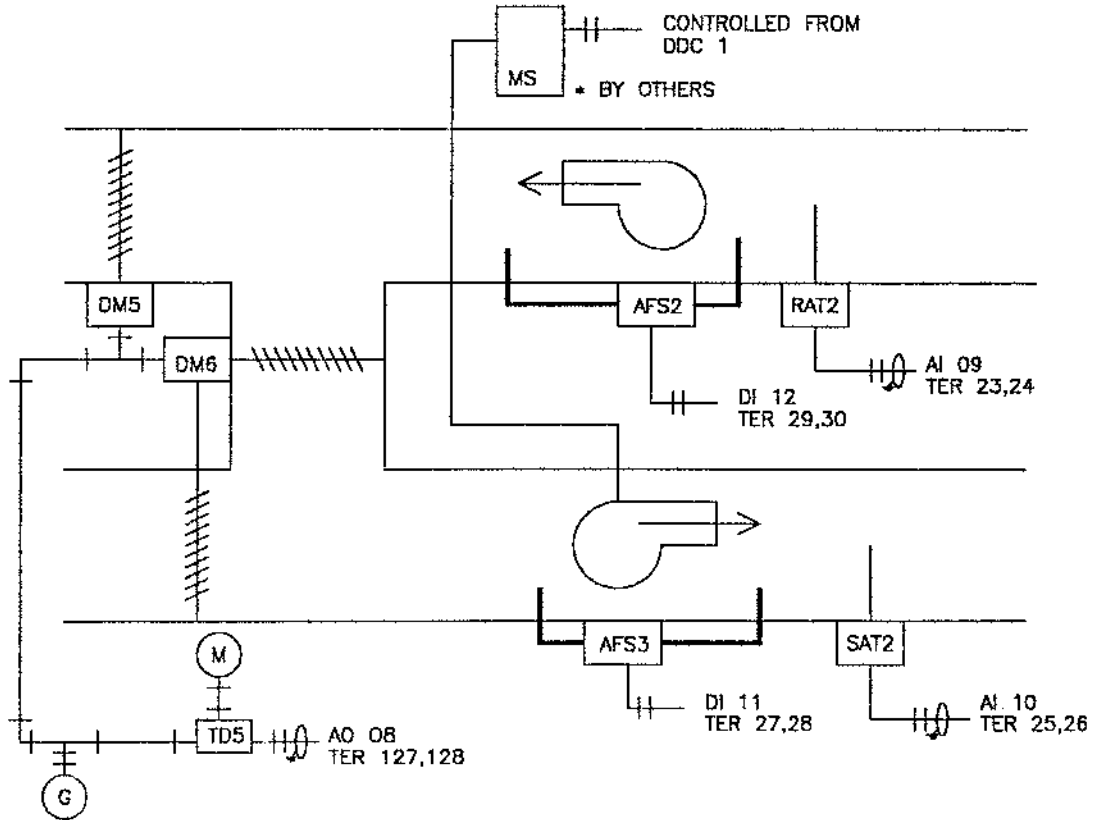 CONTROLLED FROM
DDC 1
MS
* BY OTHERS
DM5
AFS2
RAT2
DM6
AI 09
TER 23,24
DI 12
TER 29,30
AFS3
SAT2
M
DI 11
TER 27,28
AI 10
TER 25,26
TD5
AO 08
TER 127,128
G